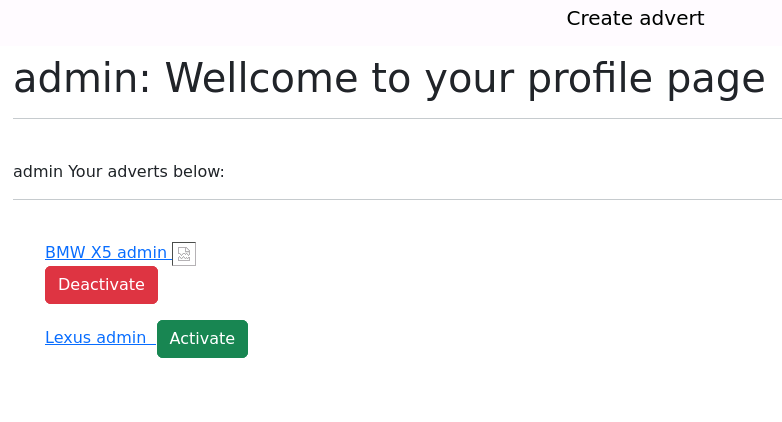 Create advert
admin: Wellcome to your profile page
admin Your adverts below:
BMW X5 admin
Deactivate
Lexus admin Activate